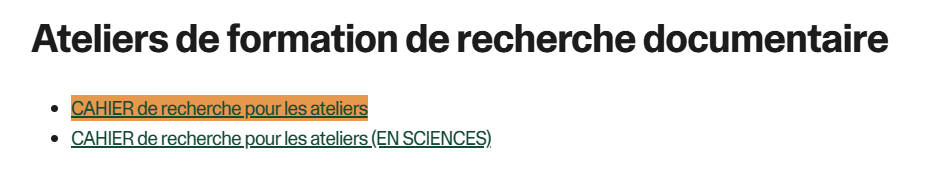 Ateliers de formation de recherche documentaire
CAHIER de recherche pour les ateliers
CAHIER de recherche pour les ateliers (EN SCIENCES)